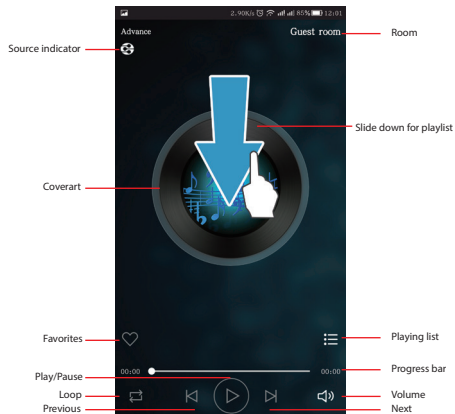 2.90K/s 85% 12:01
Advance
Guest room
Room
Source indicator
Slide down for playlist
Coverart
Favorites
Playing list
00:00
00:00
Progress bar
Play/Pause
Loop
Volume
Previous
Next